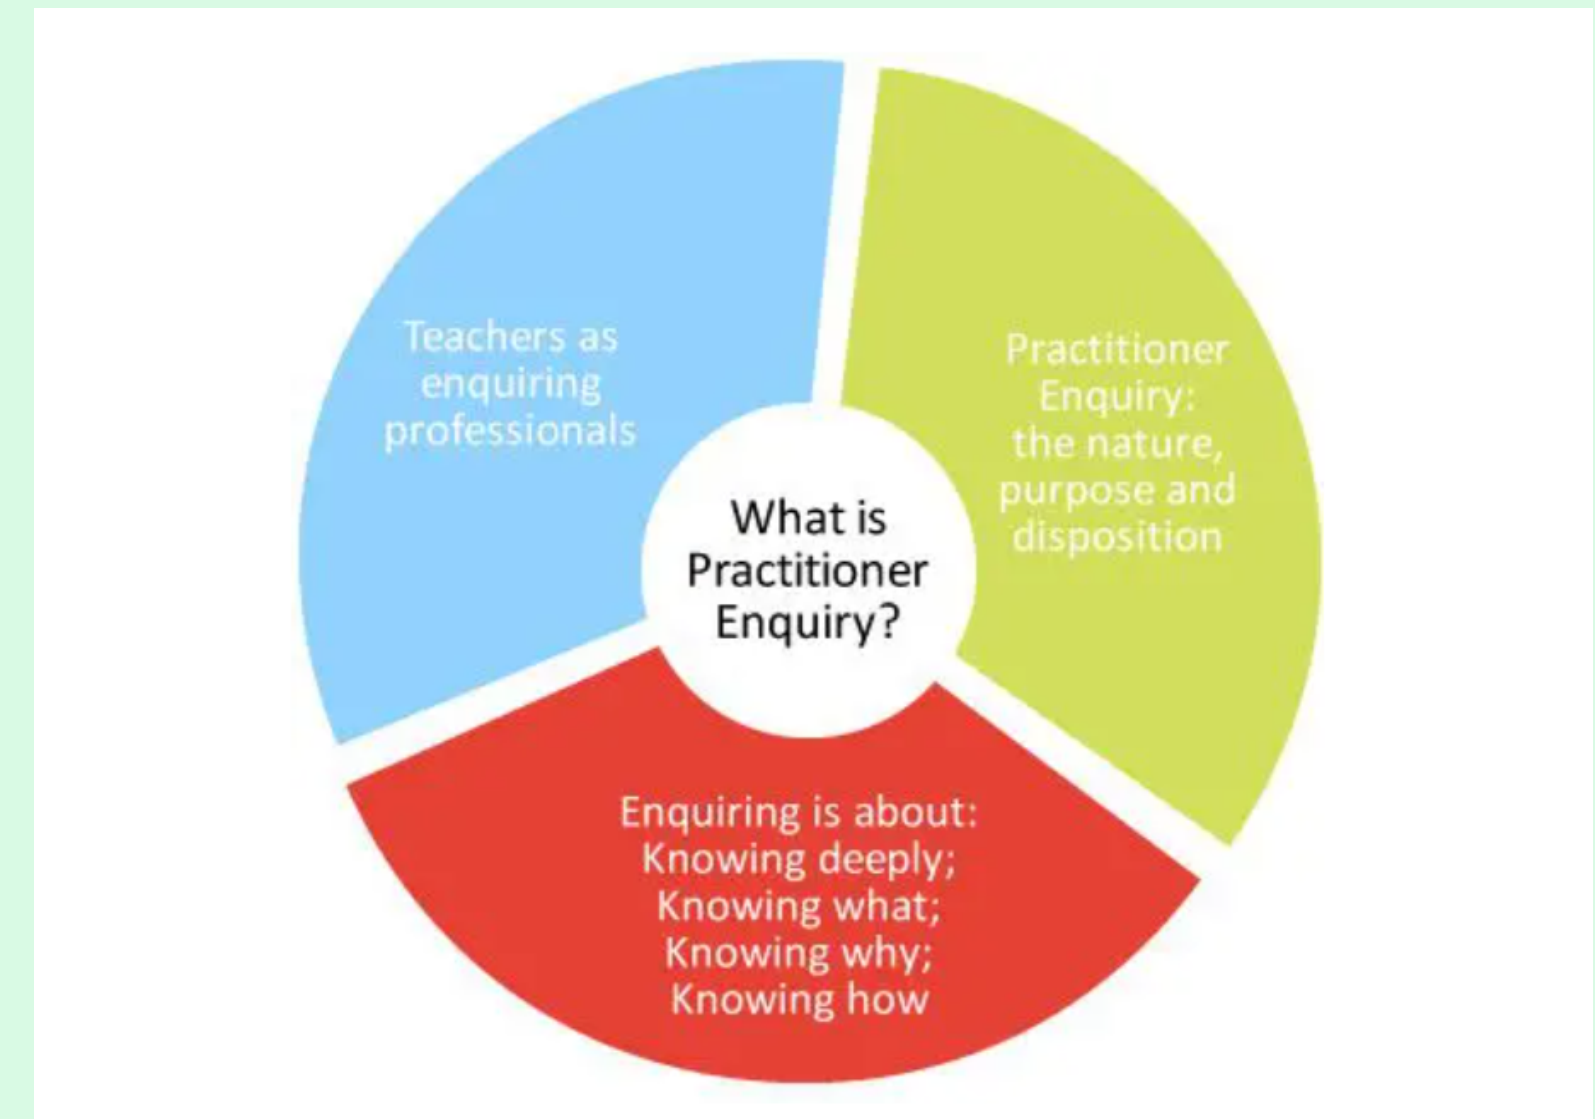 What is
Practitioner
Enquiry?
Practitioner
Enquiry:
the nature,
purpose and
disposition
Enquiring is about:
Knowing deeply;
Knowing what;
Knowing why;
Knowing how
Teachers as
enquiring
professionals